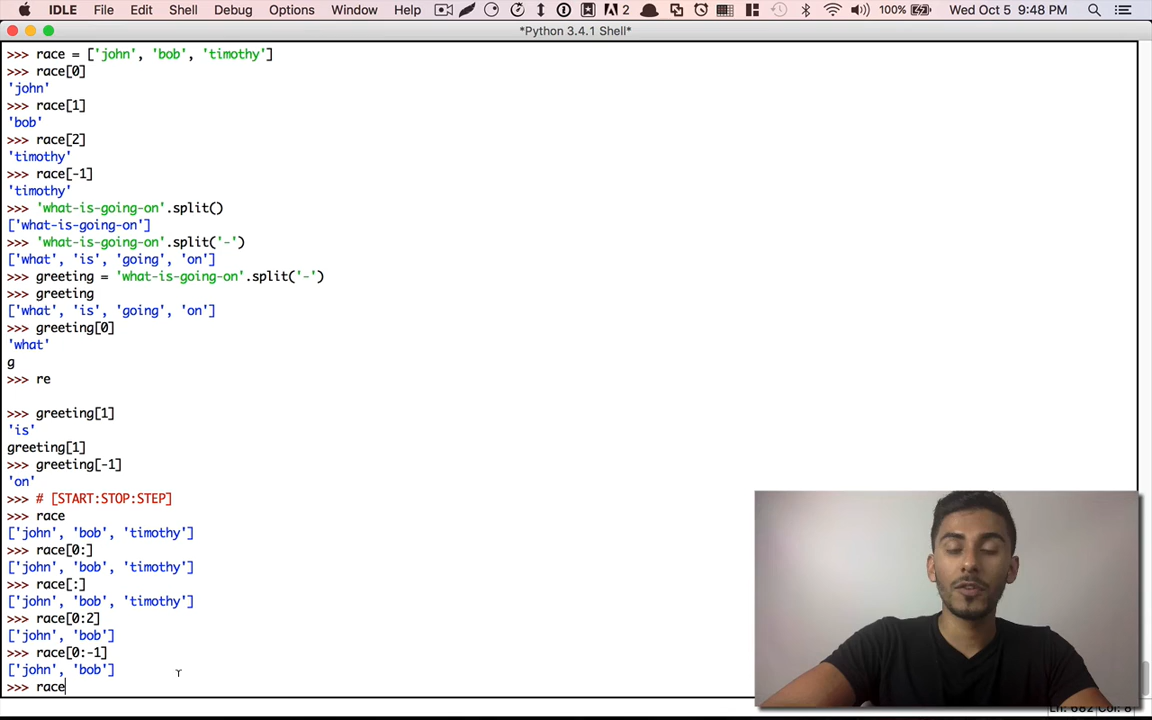 IDLE File Edit Shell Debug Options Window Help 2 100% Wed Oct 5 9:48 PM
*Python 3.4.1 Shell*
>>> race = ['john', 'bob', 'timothy']
>>> race[0]
'john'
>>> race[1]
'bob'
>>> race[2]
'timothy'
>>> race[-1]
'timothy'
>>> 'what-is-going-on'.split()
['what-is-going-on']
>>> 'what-is-going-on'.split('-')
['what', 'is', 'going', 'on']
>>> greeting = 'what-is-going-on'.split('-')
>>> greeting
['what', 'is', 'going', 'on']
>>> greeting[0]
'what'
g
>>> re
>>> greeting[1]
'is'
greeting[1]
>>> greeting[-1]
'on'
>>> # [START:STOP:STEP]
>>> race
['john', 'bob', 'timothy']
>>> race[0:]
['john', 'bob', 'timothy']
>>> race[:]
['john', 'bob', 'timothy']
>>> race[0:2]
['john', 'bob']
>>> race[0:-1]
['john', 'bob']
>>> race
Ln: 682 Col: 8